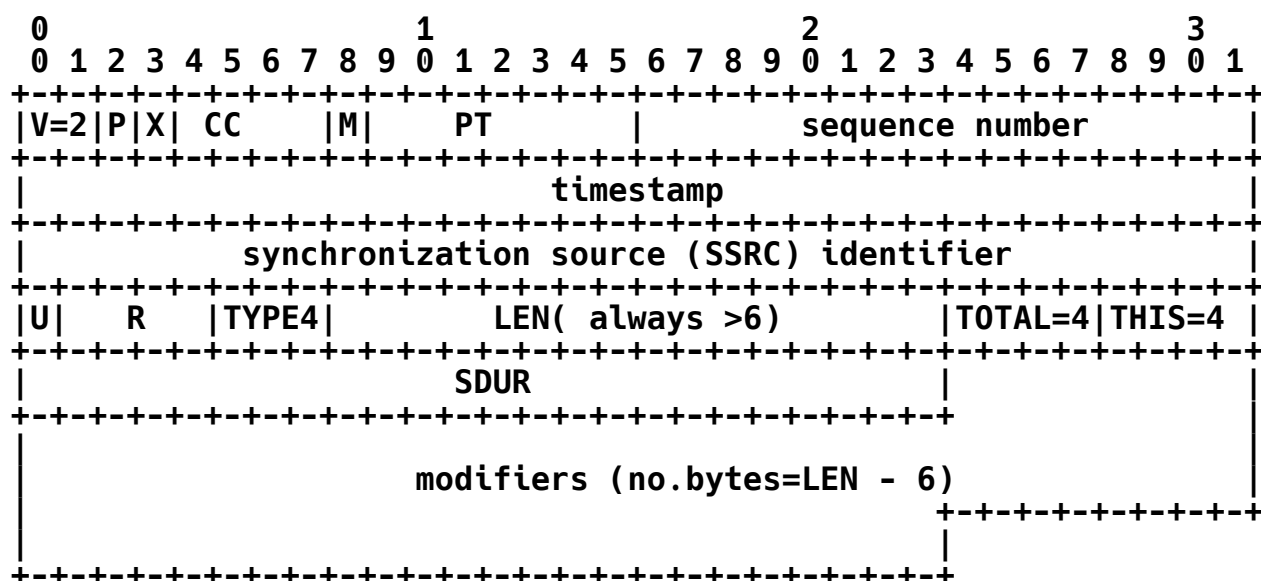 0                   1                   2                   3
 0 1 2 3 4 5 6 7 8 9 0 1 2 3 4 5 6 7 8 9 0 1 2 3 4 5 6 7 8 9 0 1
+-+-+-+-+-+-+-+-+-+-+-+-+-+-+-+-+-+-+-+-+-+-+-+-+-+-+-+-+-+-+-+-+
|V=2|P|X| CC    |M|    PT       |        sequence number        |
+-+-+-+-+-+-+-+-+-+-+-+-+-+-+-+-+-+-+-+-+-+-+-+-+-+-+-+-+-+-+-+-+
|                           timestamp                           |
+-+-+-+-+-+-+-+-+-+-+-+-+-+-+-+-+-+-+-+-+-+-+-+-+-+-+-+-+-+-+-+-+
|           synchronization source (SSRC) identifier            |
+-+-+-+-+-+-+-+-+-+-+-+-+-+-+-+-+-+-+-+-+-+-+-+-+-+-+-+-+-+-+-+-+
|U|   R   |TYPE4|        LEN( always >6)        |TOTAL=4|THIS=4 |
+-+-+-+-+-+-+-+-+-+-+-+-+-+-+-+-+-+-+-+-+-+-+-+-+-+-+-+-+-+-+-+-+
|                      SDUR                     |               |
+-+-+-+-+-+-+-+-+-+-+-+-+-+-+-+-+-+-+-+-+-+-+-+-+               |
|                                                               |
|                    modifiers (no.bytes=LEN - 6)               |
|                                               +-+-+-+-+-+-+-+-+
|                                               |
+-+-+-+-+-+-+-+-+-+-+-+-+-+-+-+-+-+-+-+-+-+-+-+-+